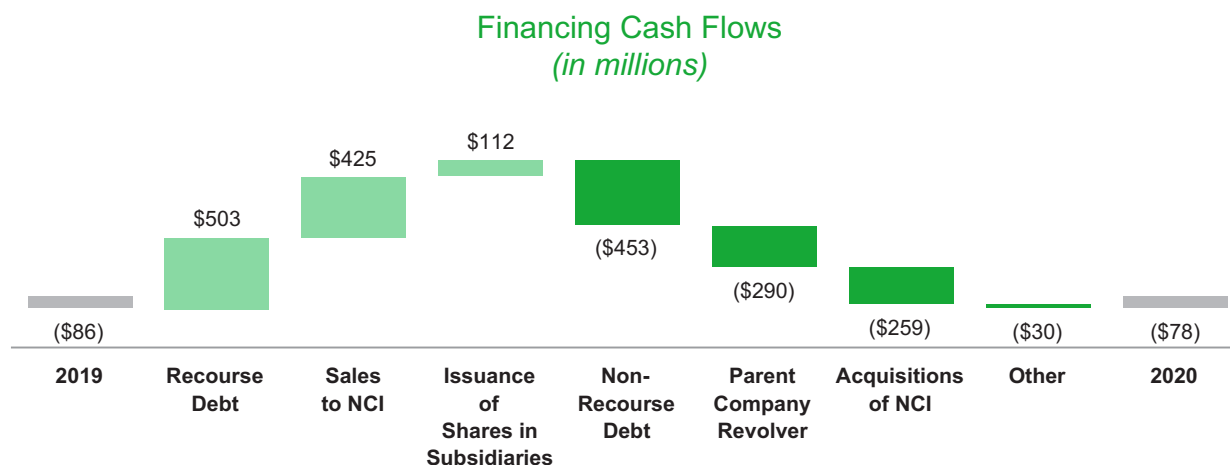 Financing Cash Flows
(in millions)
$112
$425
$503
($453)
($290)
($86)
($259)
($30)
($78)
2019
Recourse
Debt
Sales
to NCI
Issuance
of
Shares in
Subsidiaries
Non-
Recourse
Debt
Parent
Company
Revolver
Acquisitions
of NCI
Other
2020